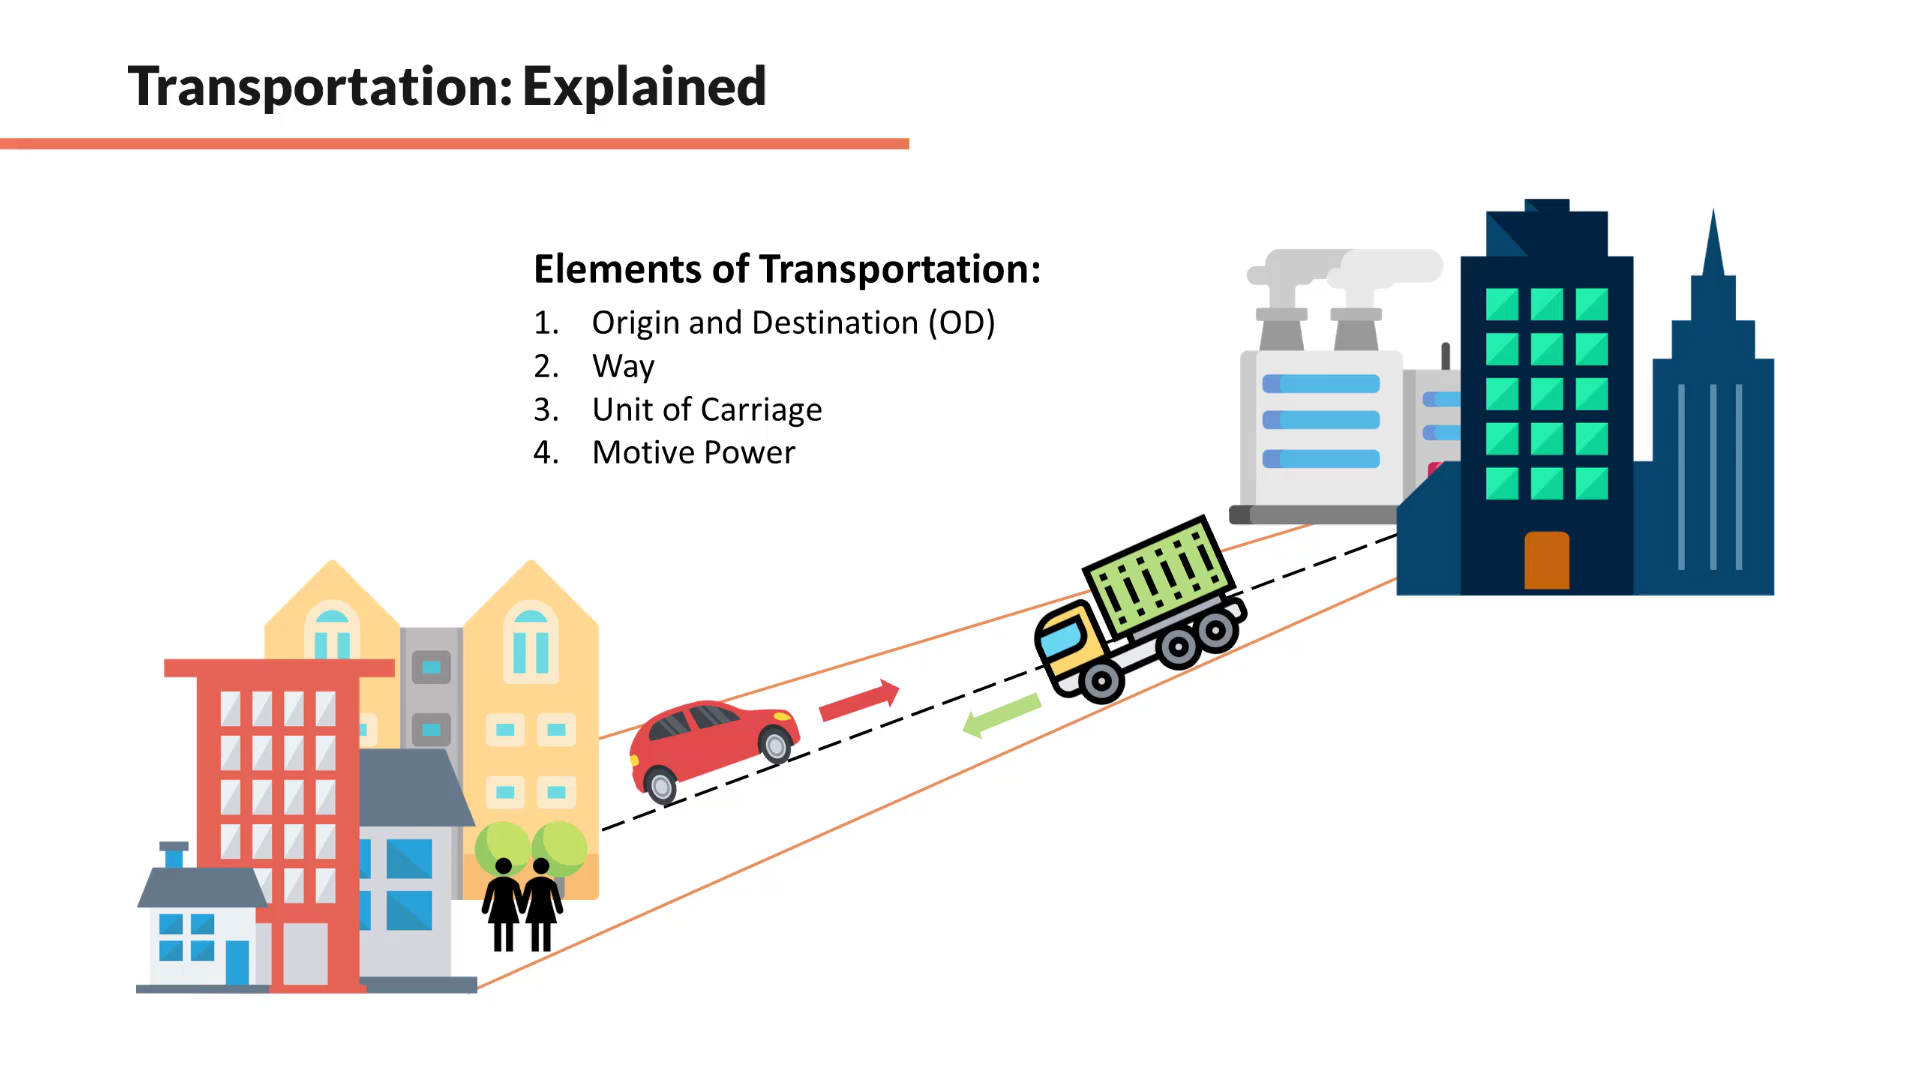 Transportation: Explained
Elements of Transportation:
1. Origin and Destination (OD)
2. Way
3. Unit of Carriage
4. Motive Power